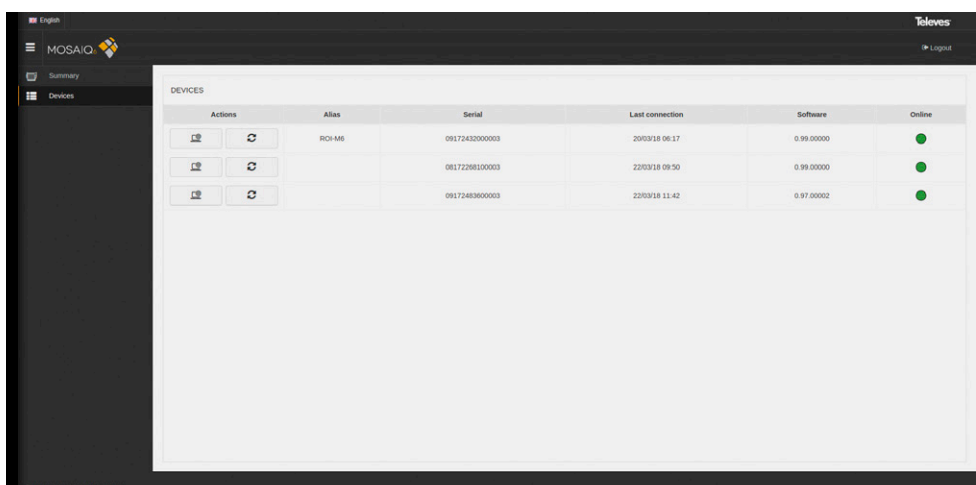 English
Televes
MOSAIQ6
Logout
Summary
Devices
DEVICES
Actions Alias Serial Last connection Software Online
ROI-M6 09172432000003 20/03/18 06:17 0.99.00000
08172268100003 22/03/18 09:50 0.99.00000
09172483600003 22/03/18 11:42 0.97.00002